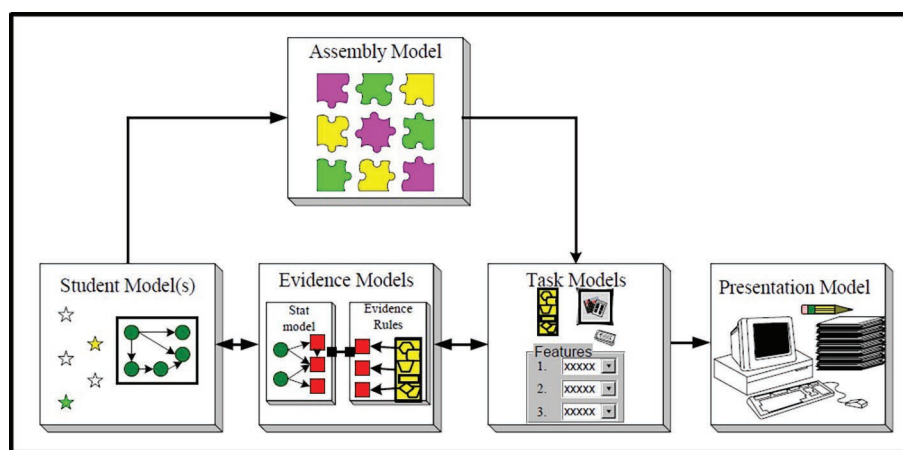 Assembly Model
Student Model(s)
Evidence Models
Stat
model
Evidence
Rules
Task Models
Features
1. xxxxx
2. xxxxx
3. xxxxx
Presentation Model